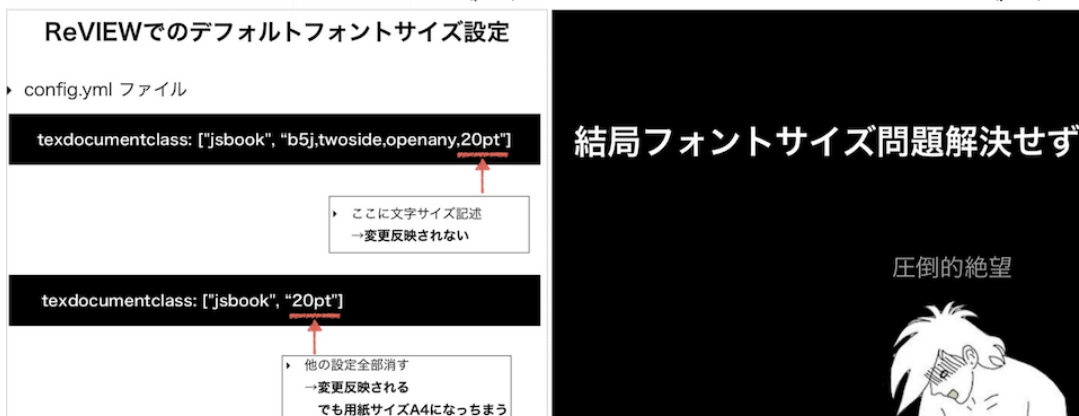 ReVIEWでのデフォルトフォントサイズ設定
config.yml ファイル
texdocumentclass: ["jsbook", “b5j,twoside,openany,20pt"]
ここに文字サイズ記述
→変更反映されない
texdocumentclass: ["jsbook", “20pt"]
他の設定全部消す
→変更反映される
でも用紙サイズA4になっちまう
結局フォントサイズ問題解決せず
圧倒的絶望